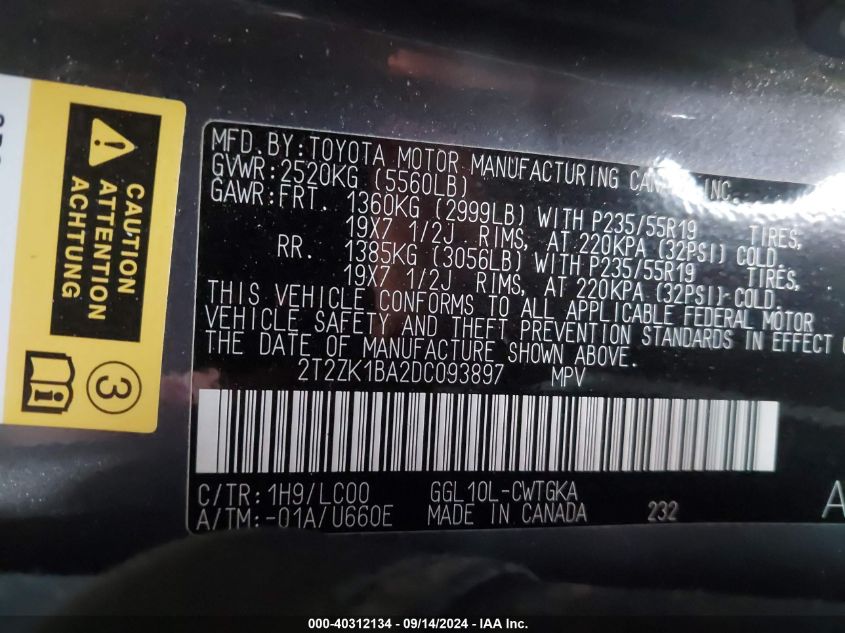 CAUTION
ATTENTION
ACHTUNG
3
MFD.BY:TOYOTA MOTOR MANUFACTURING INC.
GVWR:2520KG (5560LB)
GAWR:FRT. 1360KG (2999LB) WITH P235/55R19 TIRES,
19X7 1/2J RIMS, AT 220KPA (32PSI) COLD.
RR. 1385KG (3056LB) WITH P235/55R19 TIRES,
19X7 1/2J RIMS, AT 220KPA (32PSI) COLD.
THIS VEHICLE CONFORMS TO ALL APPLICABLE FEDERAL MOTOR
VEHICLE SAFETY AND THEFT PREVENTION STANDARDS IN EFFECT
THE DATE OF MANUFACTURE SHOWN ABOVE.
2T2ZK1BA2DC093897 MPV
C/TR:1H9/LC00 GGL10L-CWTGKA
A/TM:-01A/U660E MADE IN CANADA 232
A
000-40312134 - 09/14/2024 - IAA Inc.